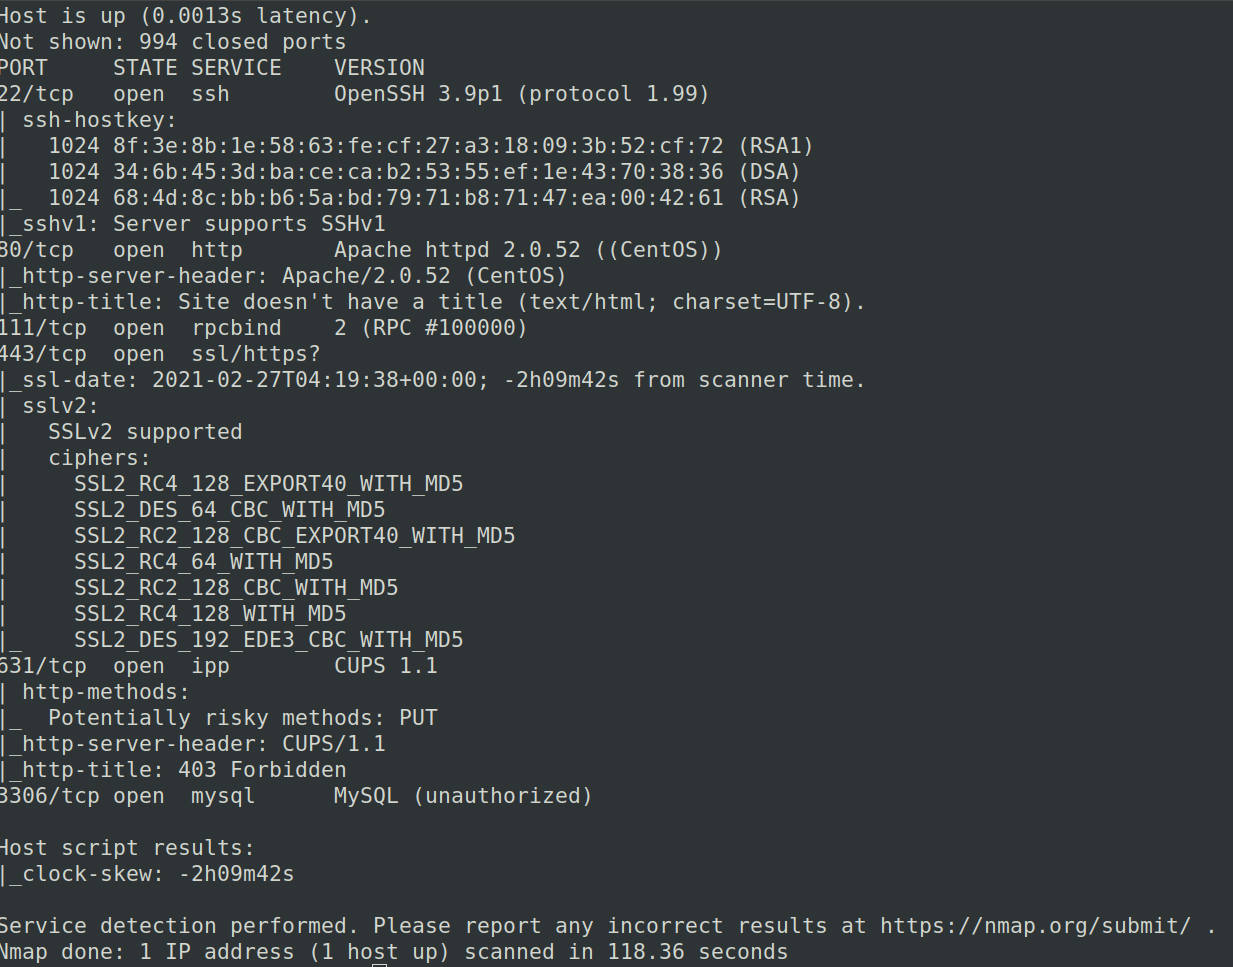 Host is up (0.0013s latency).
Not shown: 994 closed ports
PORT     STATE SERVICE    VERSION
22/tcp   open  ssh        OpenSSH 3.9p1 (protocol 1.99)
| ssh-hostkey:
|   1024 8f:3e:8b:1e:58:63:fe:cf:27:a3:18:09:3b:52:cf:72 (RSA1)
|   1024 34:6b:45:3d:ba:ce:ca:b2:53:55:ef:1e:43:70:38:36 (DSA)
|_  1024 68:4d:8c:bb:b6:5a:bd:79:71:b8:71:47:ea:00:42:61 (RSA)
|_sshv1: Server supports SSHv1
80/tcp   open  http       Apache httpd 2.0.52 ((CentOS))
|_http-server-header: Apache/2.0.52 (CentOS)
|_http-title: Site doesn't have a title (text/html; charset=UTF-8).
111/tcp  open  rpcbind    2 (RPC #100000)
443/tcp  open  ssl/https?
|_ssl-date: 2021-02-27T04:19:38+00:00; -2h09m42s from scanner time.
| sslv2:
|   SSLv2 supported
|   ciphers:
|     SSL2_RC4_128_EXPORT40_WITH_MD5
|     SSL2_DES_64_CBC_WITH_MD5
|     SSL2_RC2_128_CBC_EXPORT40_WITH_MD5
|     SSL2_RC4_64_WITH_MD5
|     SSL2_RC2_128_CBC_WITH_MD5
|     SSL2_RC4_128_WITH_MD5
|_    SSL2_DES_192_EDE3_CBC_WITH_MD5
631/tcp  open  ipp        CUPS 1.1
| http-methods:
|_  Potentially risky methods: PUT
|_http-server-header: CUPS/1.1
|_http-title: 403 Forbidden
3306/tcp open  mysql      MySQL (unauthorized)
Host script results:
|_clock-skew: -2h09m42s
Service detection performed. Please report any incorrect results at https://nmap.org/submit/ .
Nmap done: 1 IP address (1 host up) scanned in 118.36 seconds